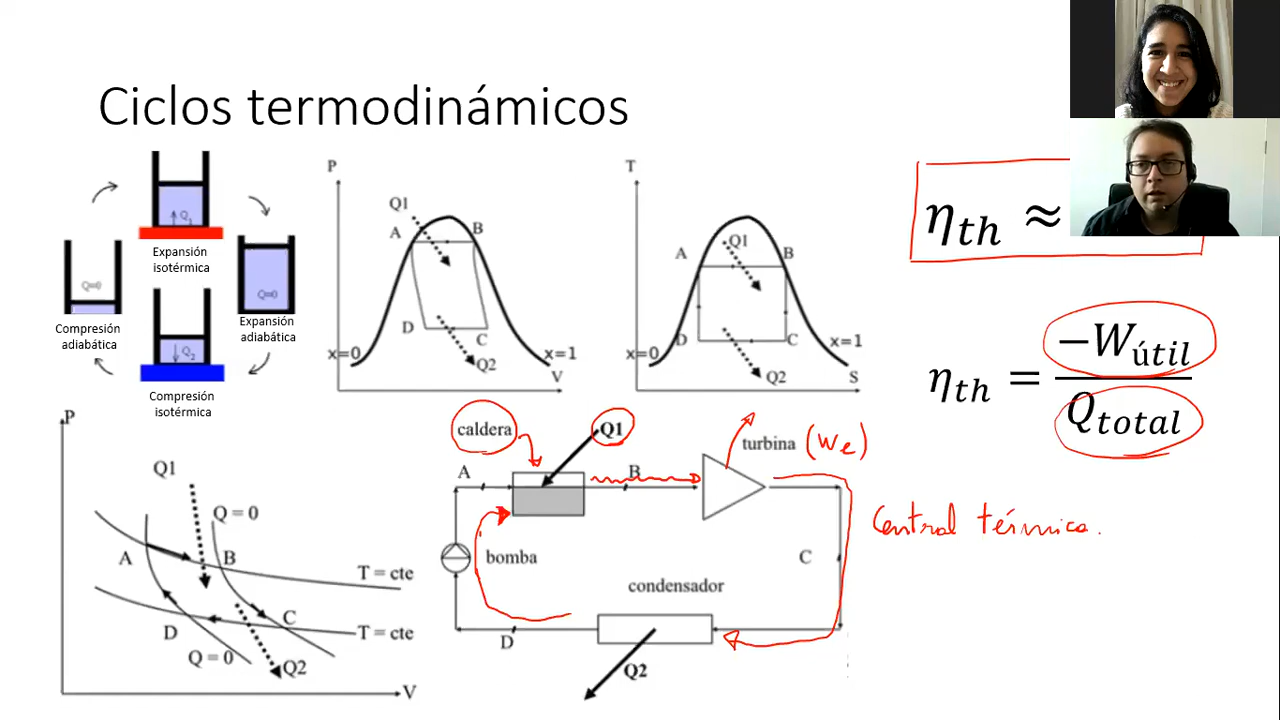 Ciclos termodinámicos
Q1
Expansión
isotérmica
Q=0
Compresión
adiabática
Q=0
Expansión
adiabática
Q2
Compresión
isotérmica
P
Q1
A
B
D
C
Q2
x=0
x=1
V
T
Q1
A
B
D
C
Q2
x=0
x=1
S
ηth ≈
ηth = −Wútil
Qtotal
P
Q1
Q = 0
A
B
T = cte
C
D
T = cte
Q = 0
Q2
V
caldera
Q1
turbina (We)
A
B
bomba
C
Central térmica.
condensador
D
Q2